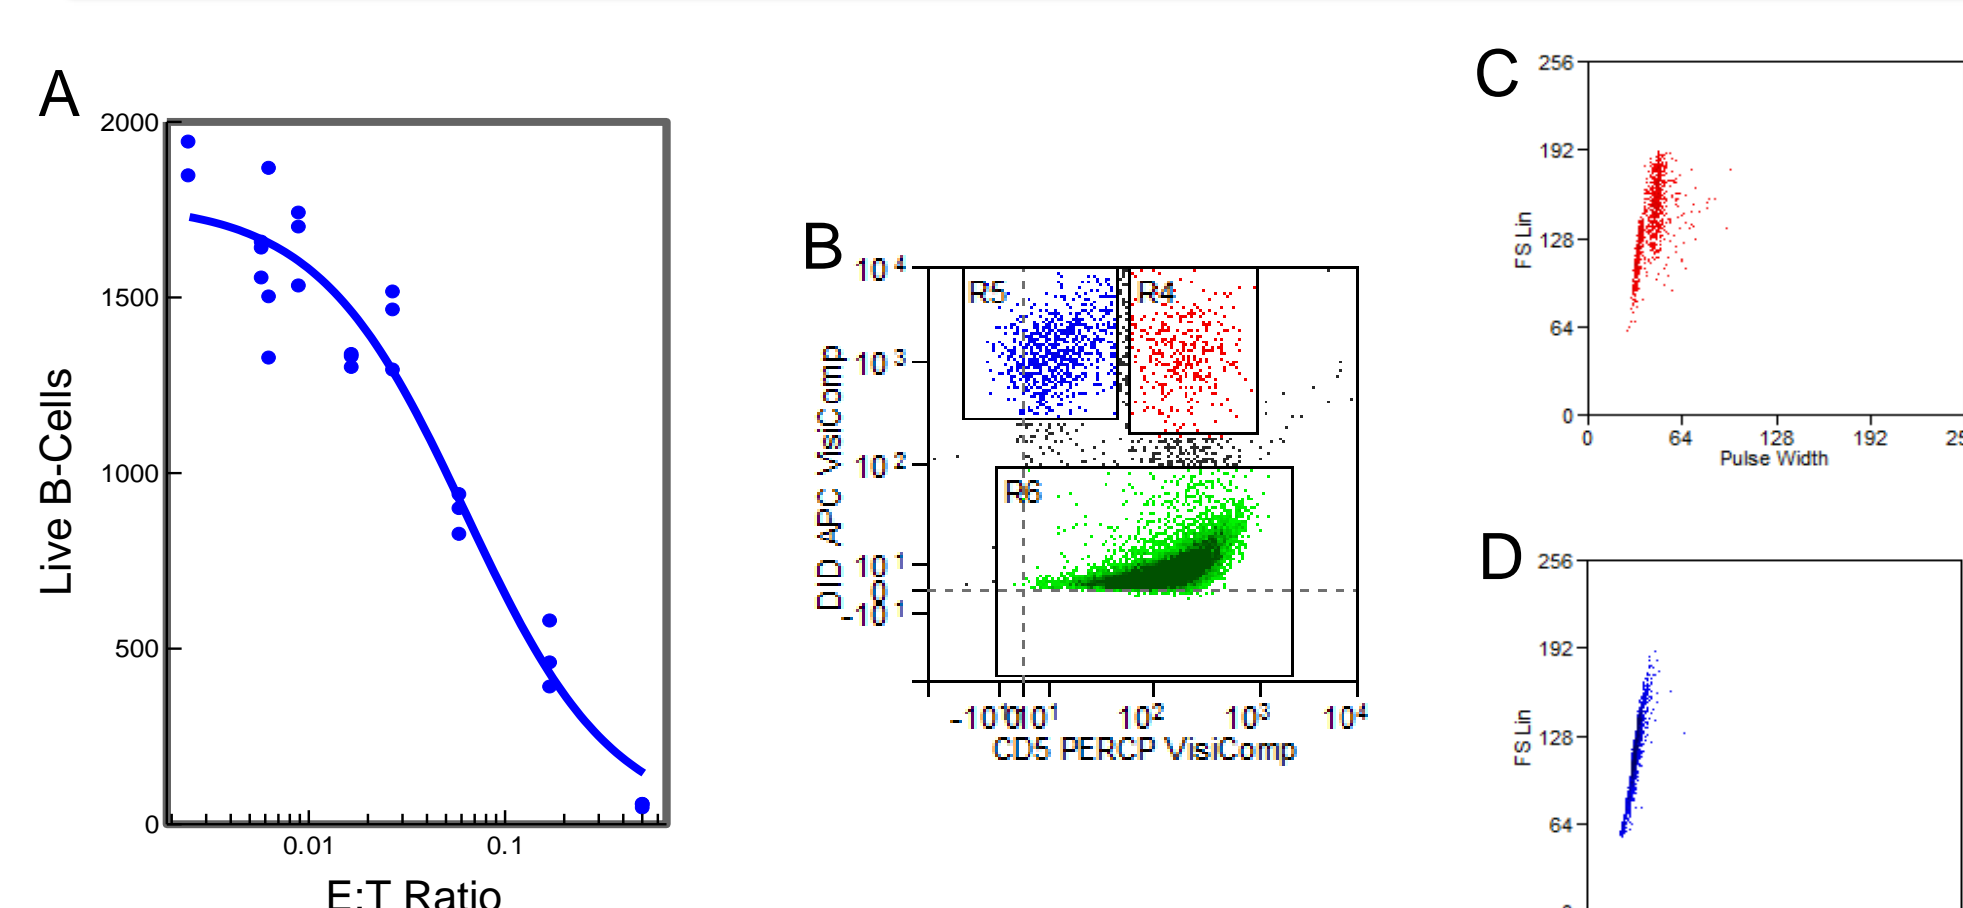 A
2000
1500
1000
500
0
0.01 0.1
Live B-Cells
E:T Ratio
B
10⁴
10³
10²
10¹
0
-10¹
R5
R4
R6
DID APC VisiComp
10¹ 10² 10³ 10⁴
CD5 PERCP VisiComp
C
256
192
128
64
0
FS Lin
0 64 128 192
Pulse Width
D
256
192
128
64
FS Lin